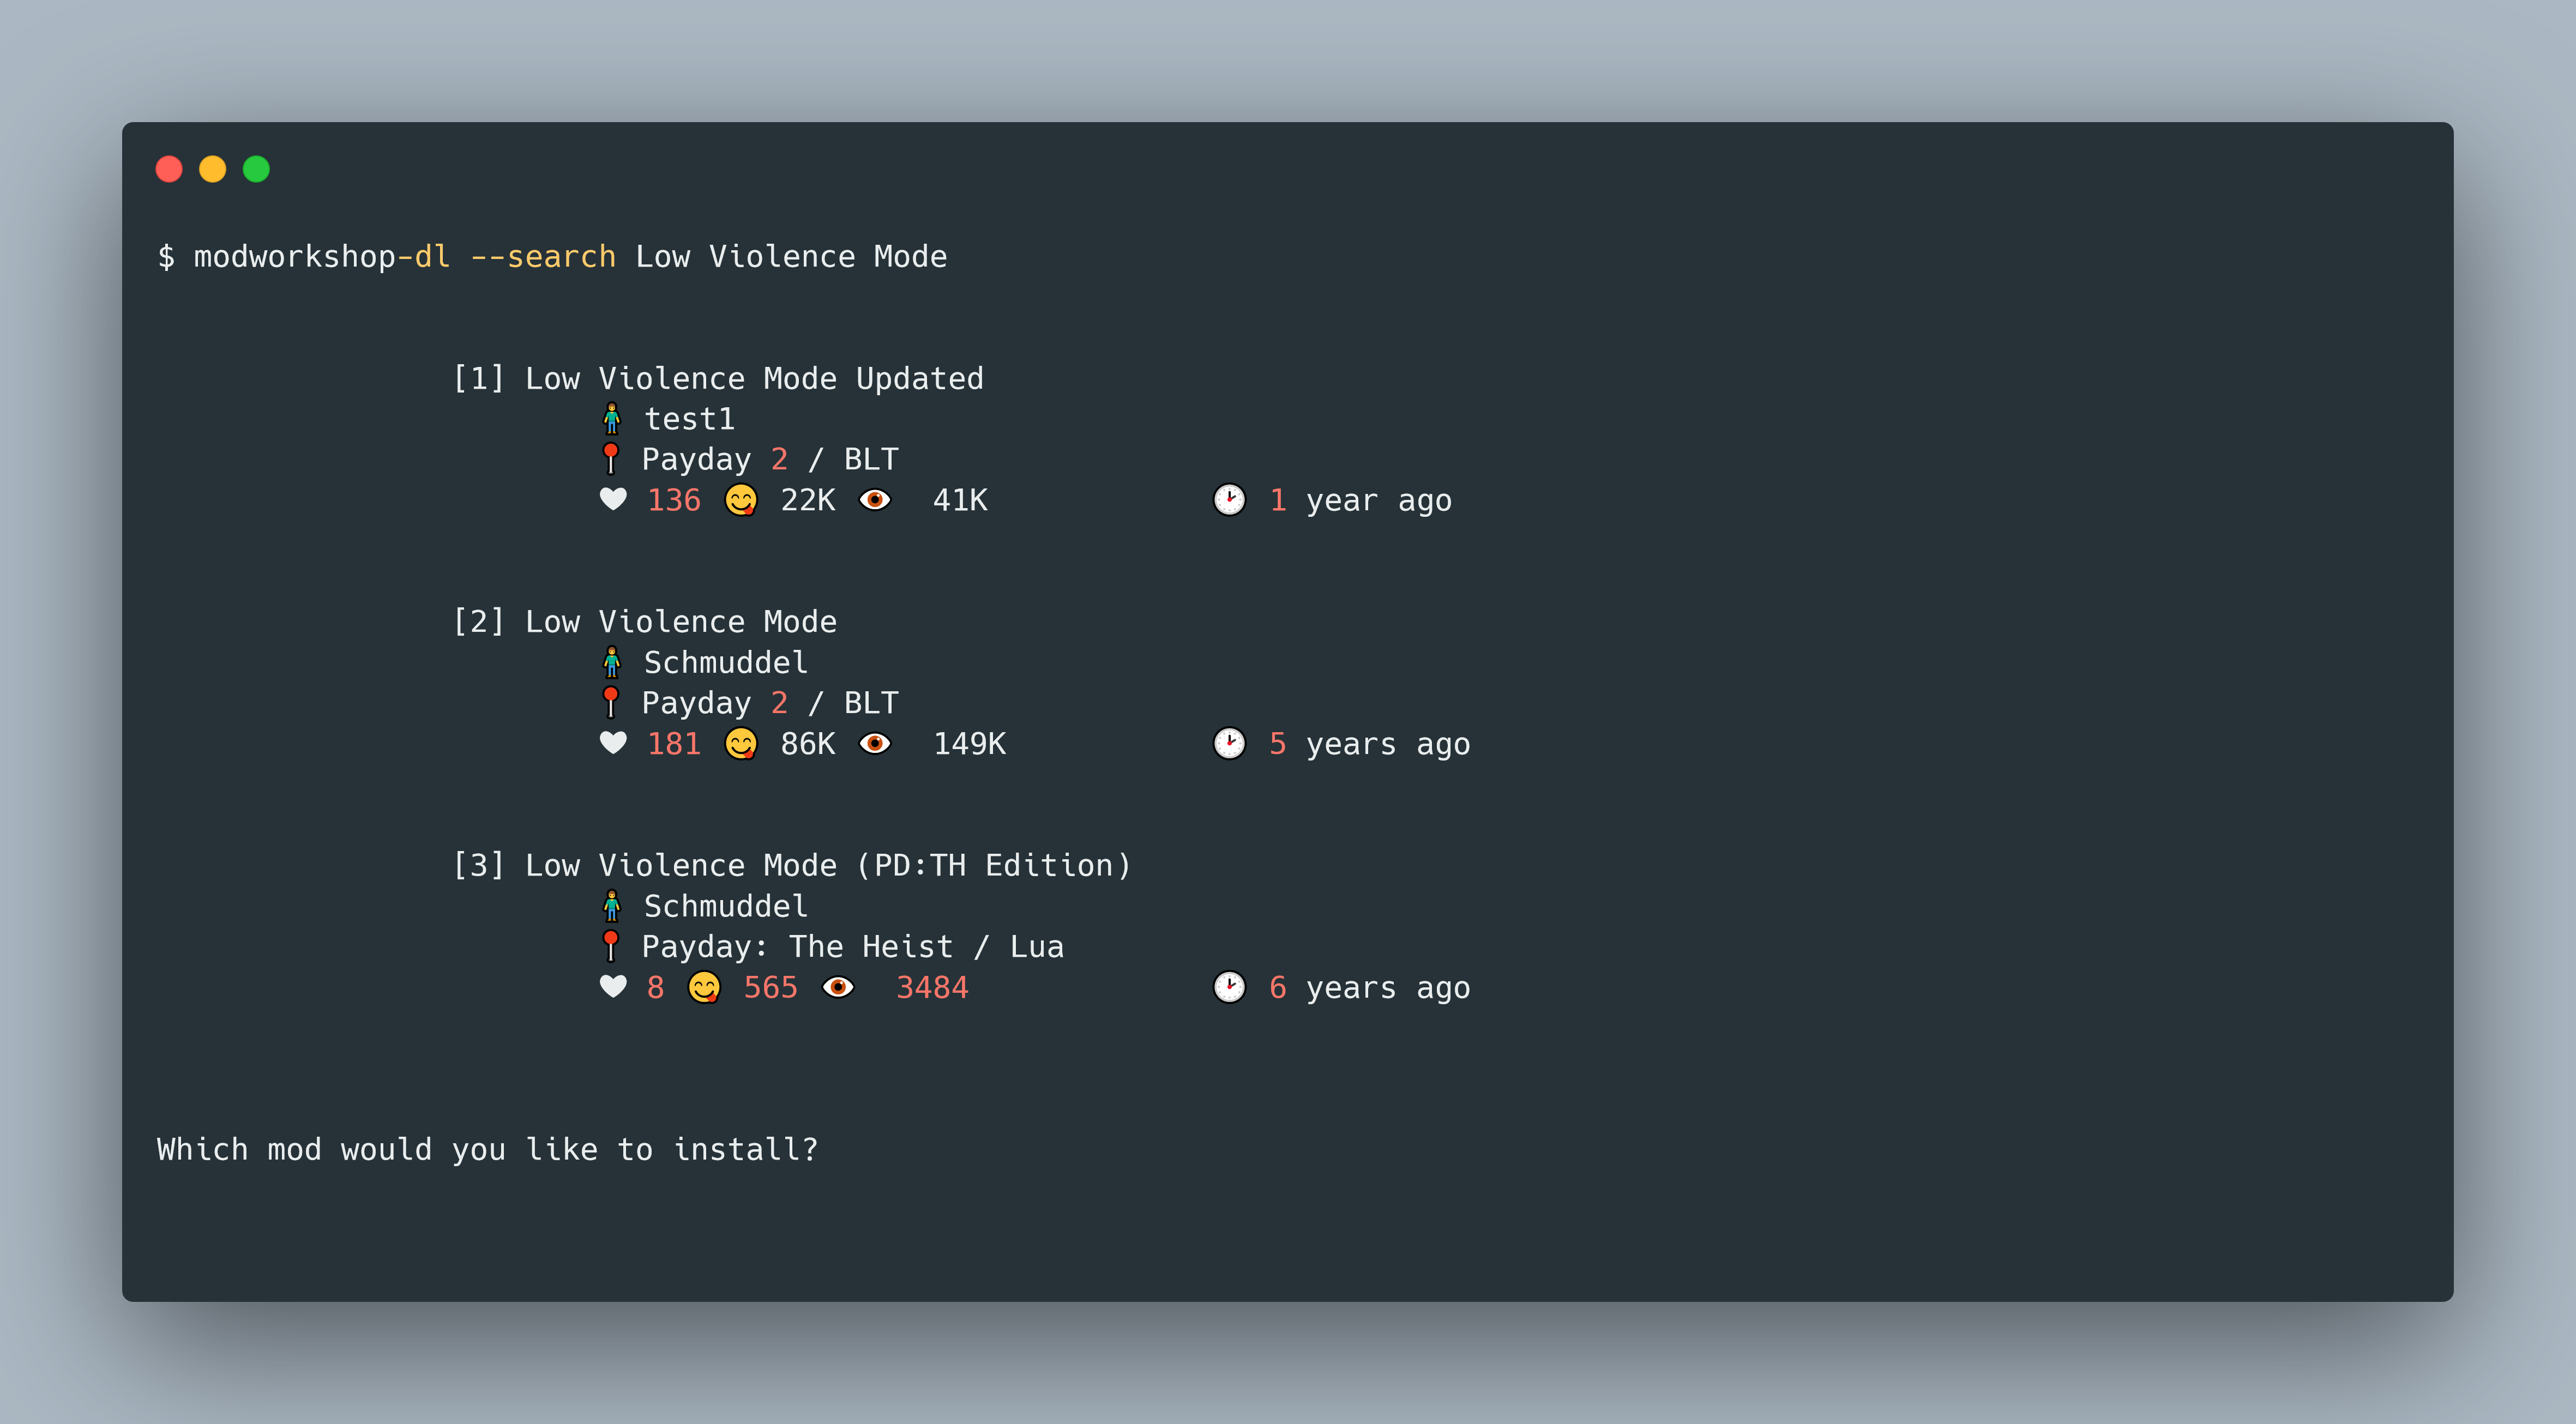 $ modworkshop-dl --search Low Violence Mode
[1] Low Violence Mode Updated
🧍 test1
📍 Payday 2 / BLT
♥ 136 😋 22K 👁 41K 🕐 1 year ago
[2] Low Violence Mode
🧍 Schmuddel
📍 Payday 2 / BLT
♥ 181 😋 86K 👁 149K 🕐 5 years ago
[3] Low Violence Mode (PD:TH Edition)
🧍 Schmuddel
📍 Payday: The Heist / Lua
♥ 8 😋 565 👁 3484 🕐 6 years ago
Which mod would you like to install?